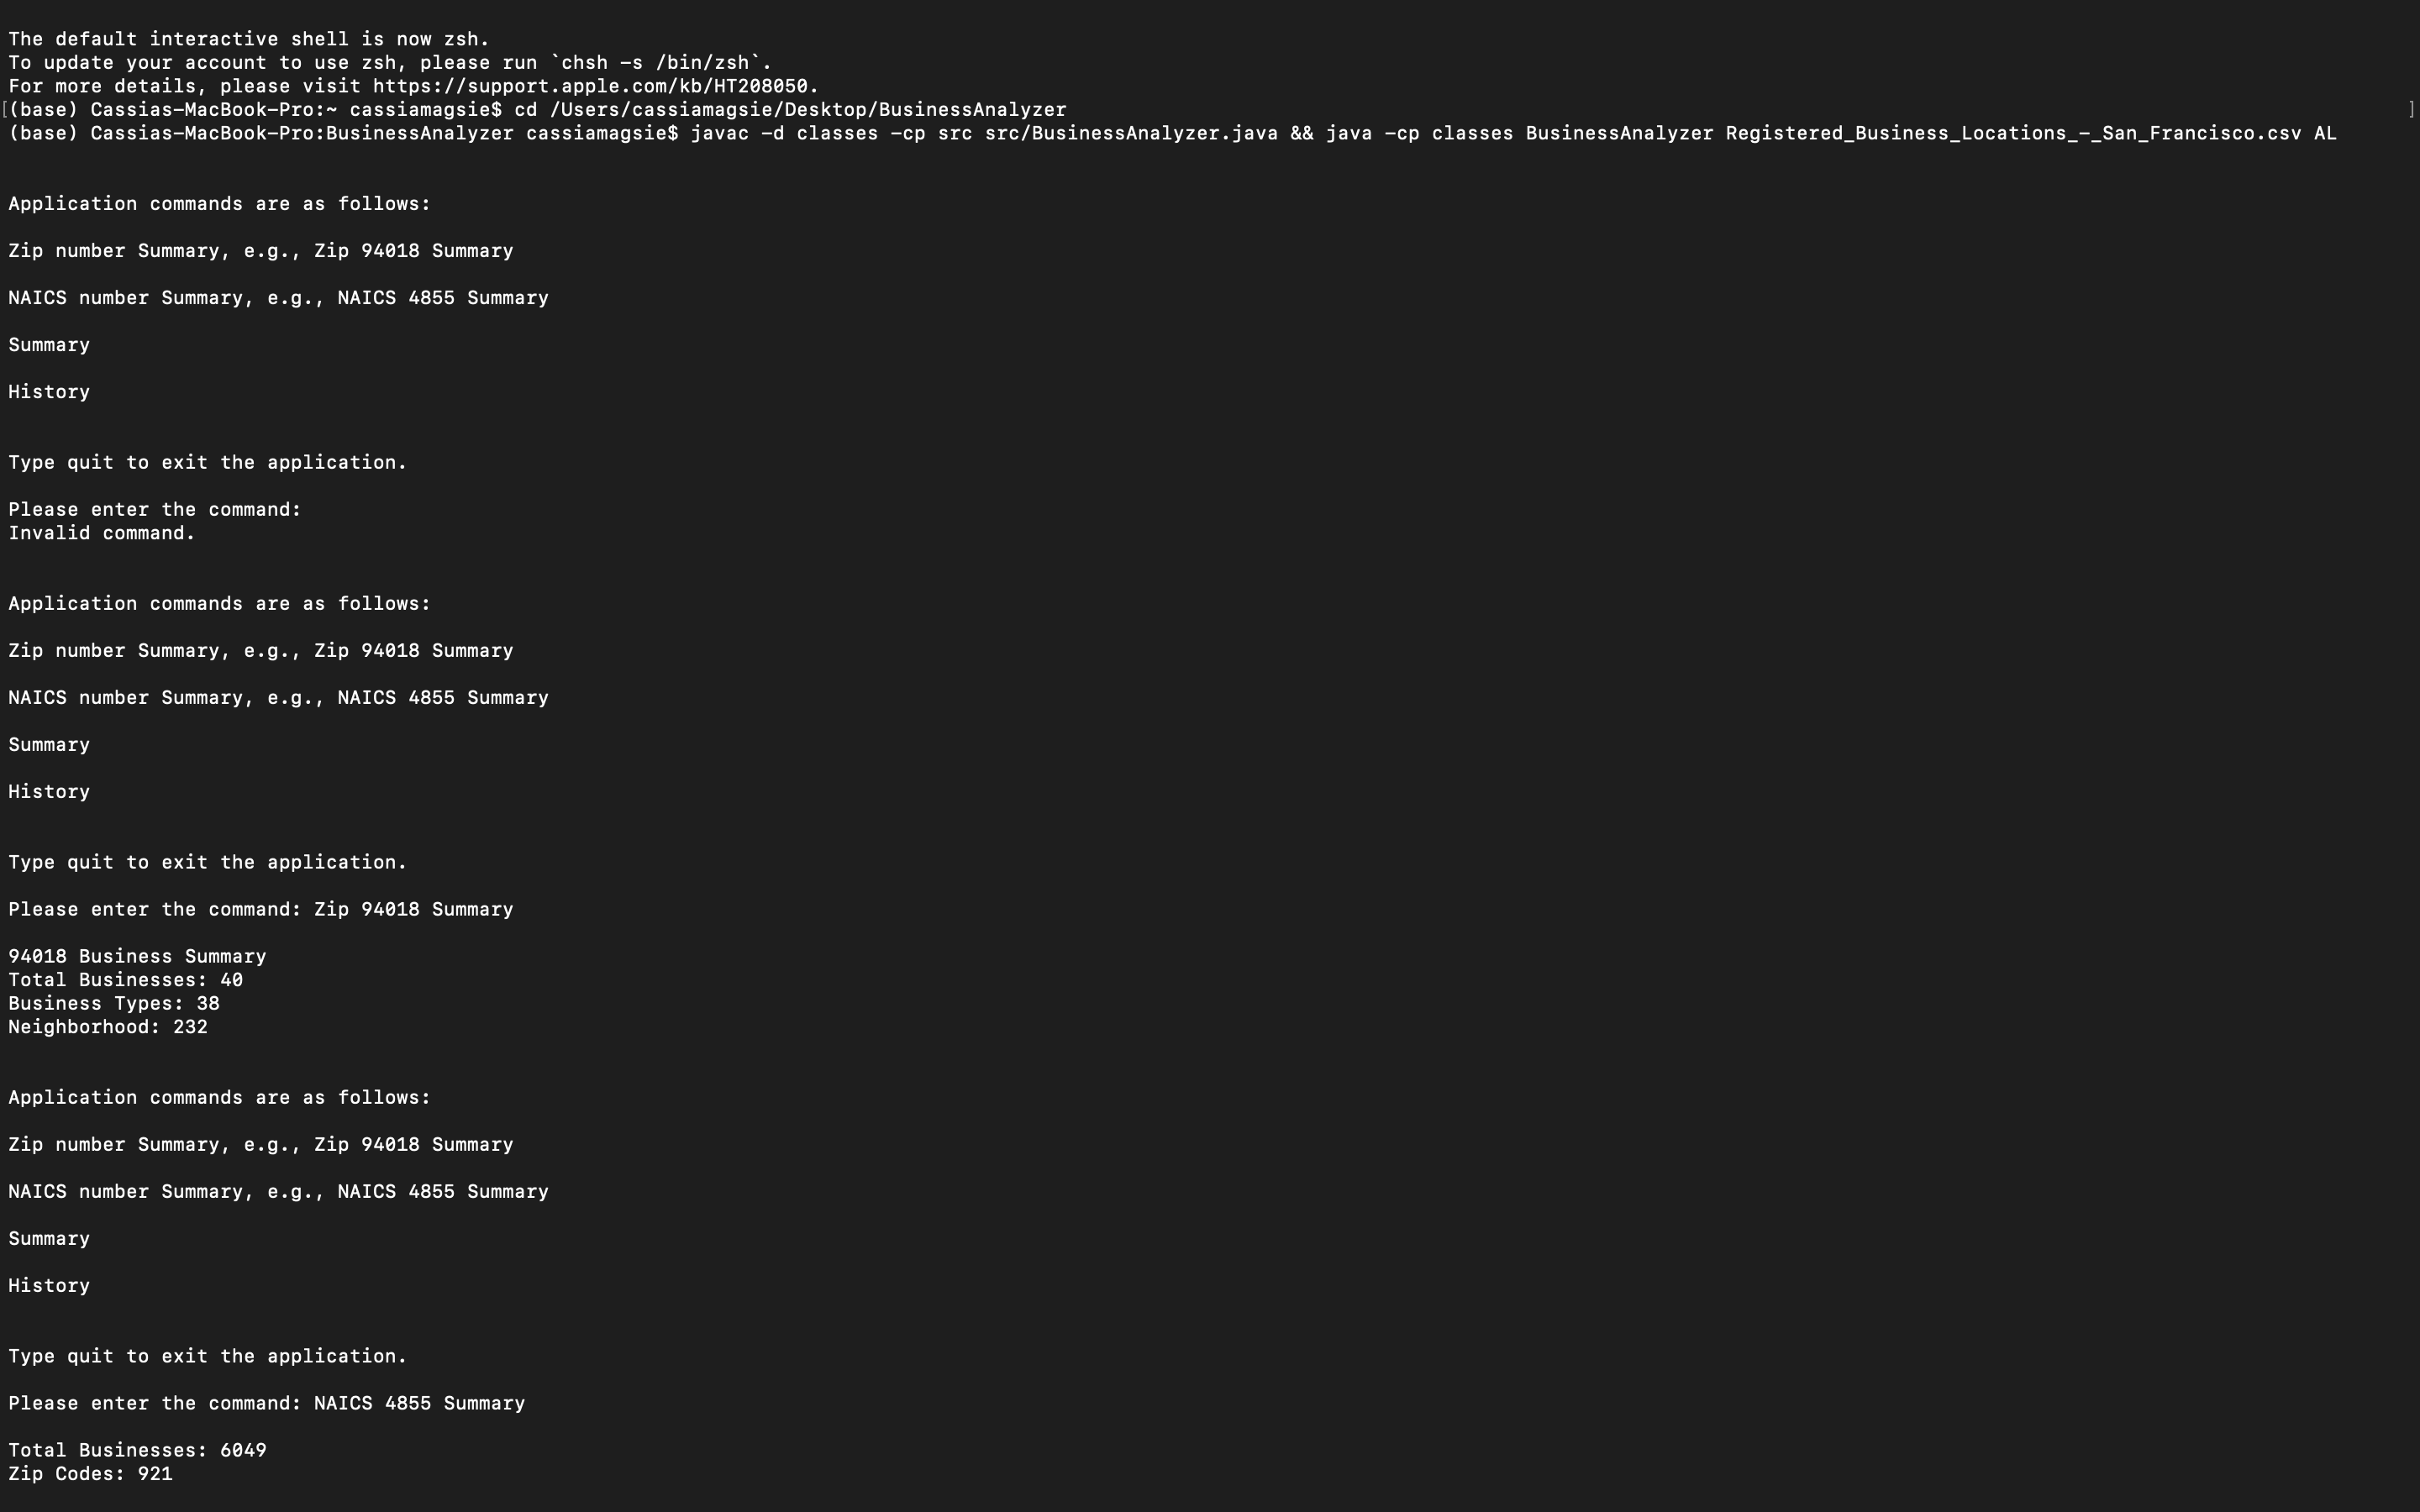 The default interactive shell is now zsh.
To update your account to use zsh, please run `chsh -s /bin/zsh`.
For more details, please visit https://support.apple.com/kb/HT208050.
[(base) Cassias-MacBook-Pro:~ cassiamagsie$ cd /Users/cassiamagsie/Desktop/BusinessAnalyzer ]
(base) Cassias-MacBook-Pro:BusinessAnalyzer cassiamagsie$ javac -d classes -cp src src/BusinessAnalyzer.java && java -cp classes BusinessAnalyzer Registered_Business_Locations_-_San_Francisco.csv AL
Application commands are as follows:
Zip number Summary, e.g., Zip 94018 Summary
NAICS number Summary, e.g., NAICS 4855 Summary
Summary
History
Type quit to exit the application.
Please enter the command:
Invalid command.
Application commands are as follows:
Zip number Summary, e.g., Zip 94018 Summary
NAICS number Summary, e.g., NAICS 4855 Summary
Summary
History
Type quit to exit the application.
Please enter the command: Zip 94018 Summary
94018 Business Summary
Total Businesses: 40
Business Types: 38
Neighborhood: 232
Application commands are as follows:
Zip number Summary, e.g., Zip 94018 Summary
NAICS number Summary, e.g., NAICS 4855 Summary
Summary
History
Type quit to exit the application.
Please enter the command: NAICS 4855 Summary
Total Businesses: 6049
Zip Codes: 921